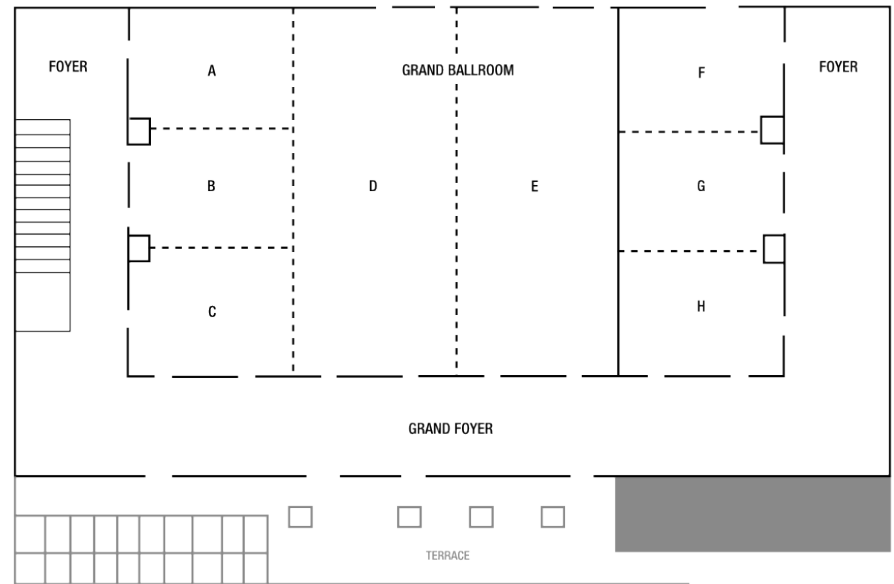 FOYER
A
GRAND BALLROOM
F
FOYER
B
D
E
G
C
H
GRAND FOYER
TERRACE